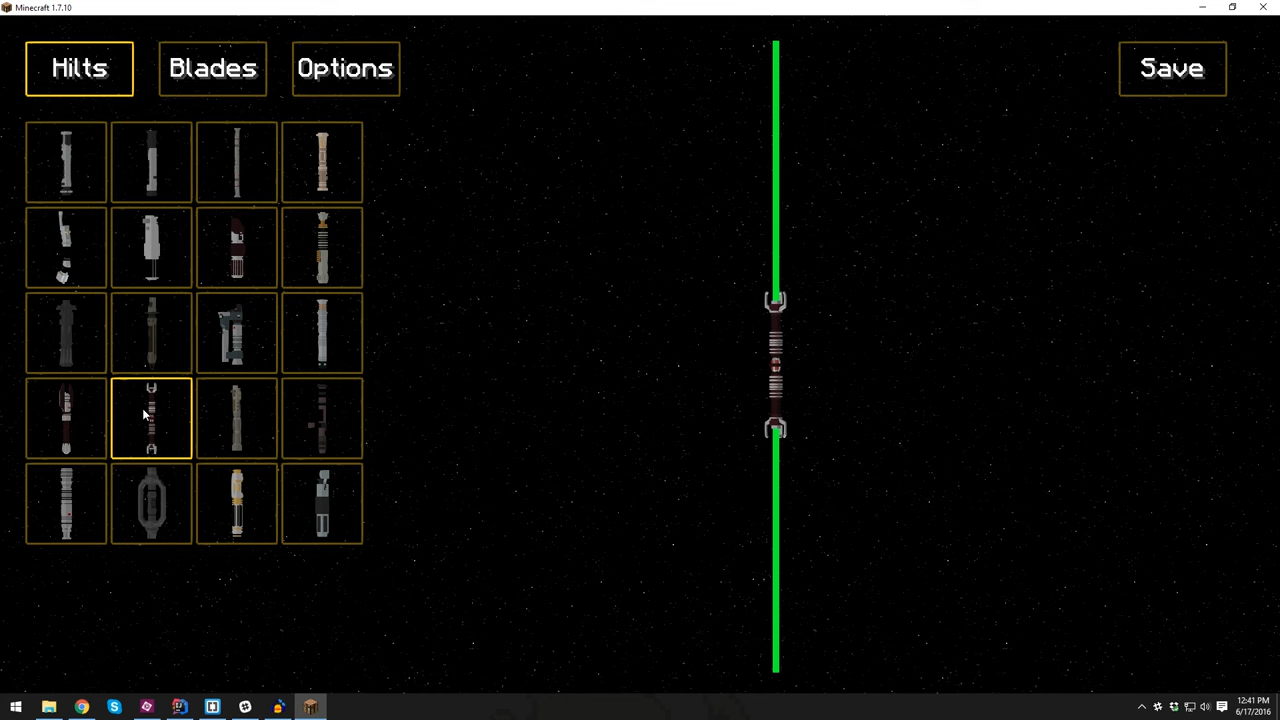 Minecraft 1.7.10
Hilts
Blades
Options
Save
12:41 PM
6/17/2016